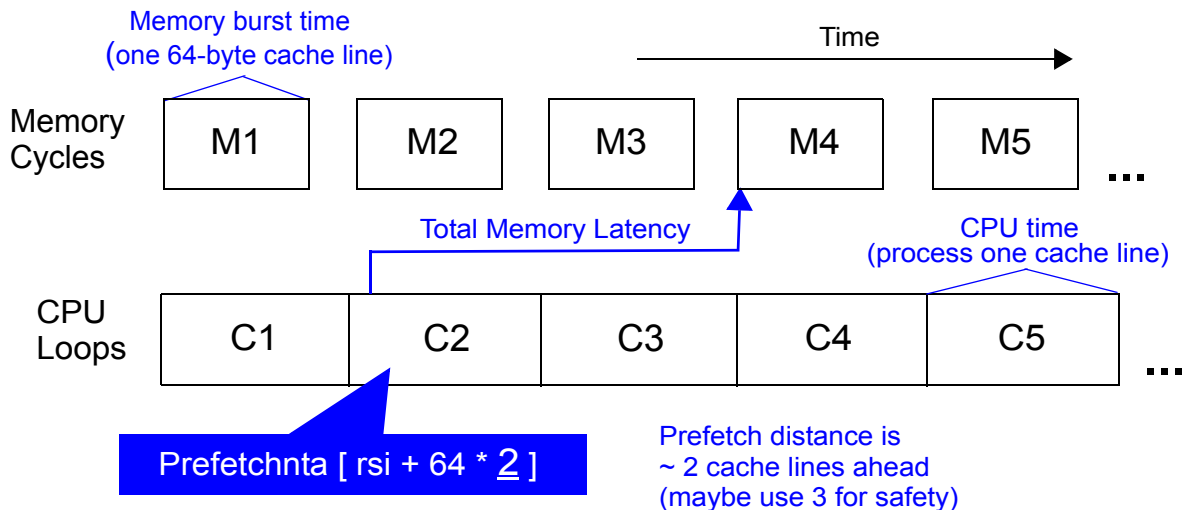 Memory burst time
(one 64-byte cache line)
Time
Memory
Cycles
M1 M2 M3 M4 M5 ...
Total Memory Latency
CPU time
(process one cache line)
CPU
Loops
C1 C2 C3 C4 C5 ...
Prefetchnta [ rsi + 64 * 2 ]
Prefetch distance is
~ 2 cache lines ahead
(maybe use 3 for safety)